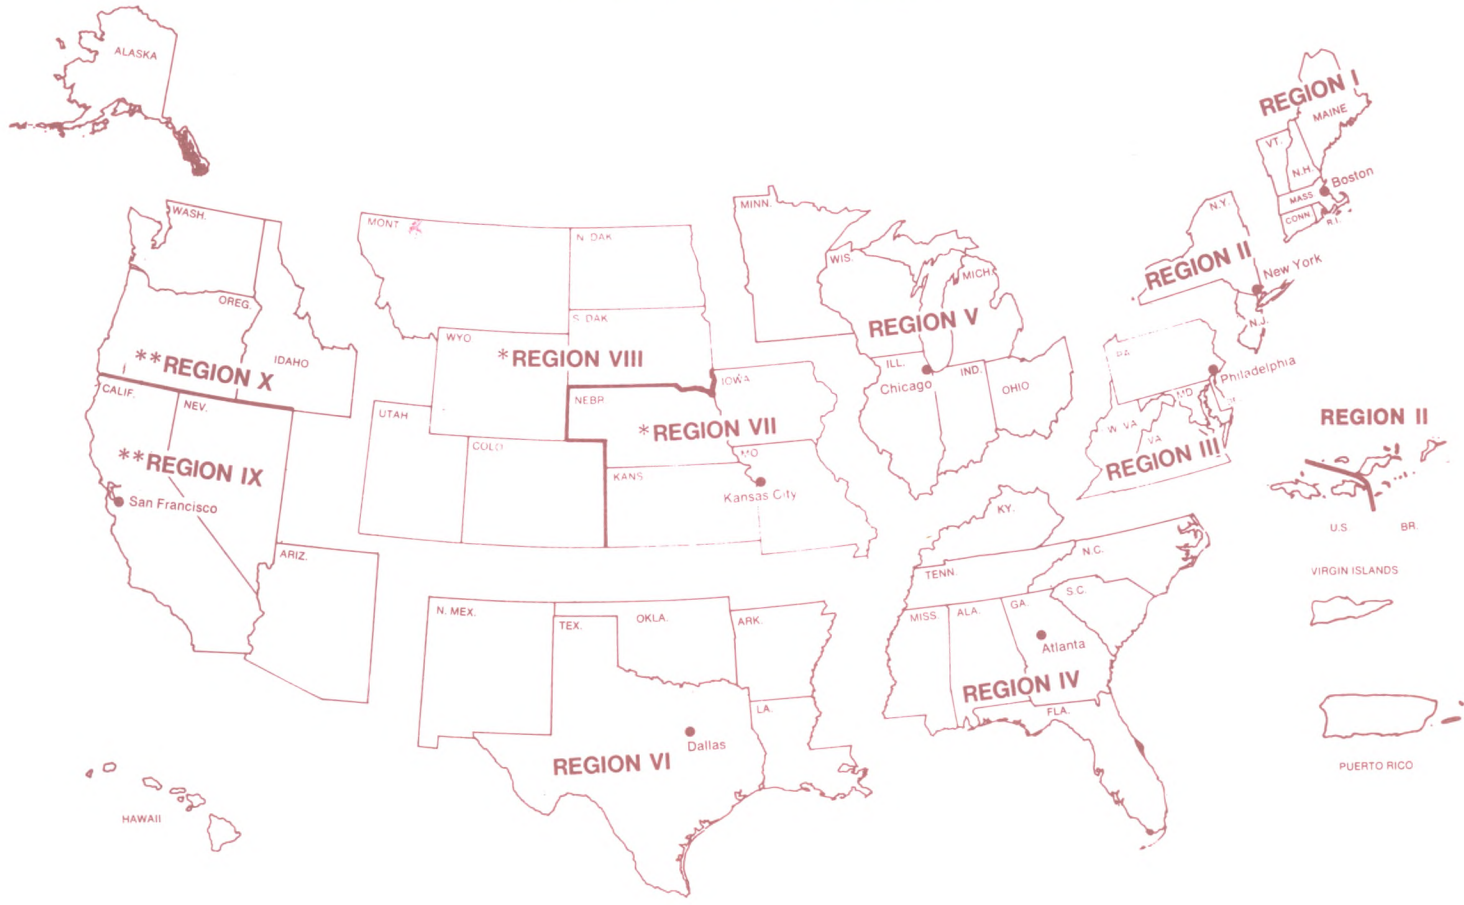 ALASKA
REGION I
MAINE
VT.
N.H.
Boston
MASS
CONN.
R.I.
N.Y.
REGION II
New York
N.J.
WASH.
OREG.
IDAHO
**REGION X
MONT
N DAK
S DAK
WYO
*REGION VIII
UTAH
COLO
MINN.
WIS.
MICH.
REGION V
ILL.
IND.
OHIO
Chicago
PA.
Philadelphia
MD
W VA
VA
REGION III
CALIF.
NEV.
**REGION IX
San Francisco
ARIZ.
NEBR
IOWA
*REGION VII
KANS
MO
Kansas City
REGION II
U.S. BR.
VIRGIN ISLANDS
PUERTO RICO
KY.
TENN.
N.C.
S.C.
MISS.
ALA.
GA.
Atlanta
REGION IV
FLA.
N. MEX.
TEX.
OKLA.
ARK.
LA.
Dallas
REGION VI
HAWAII